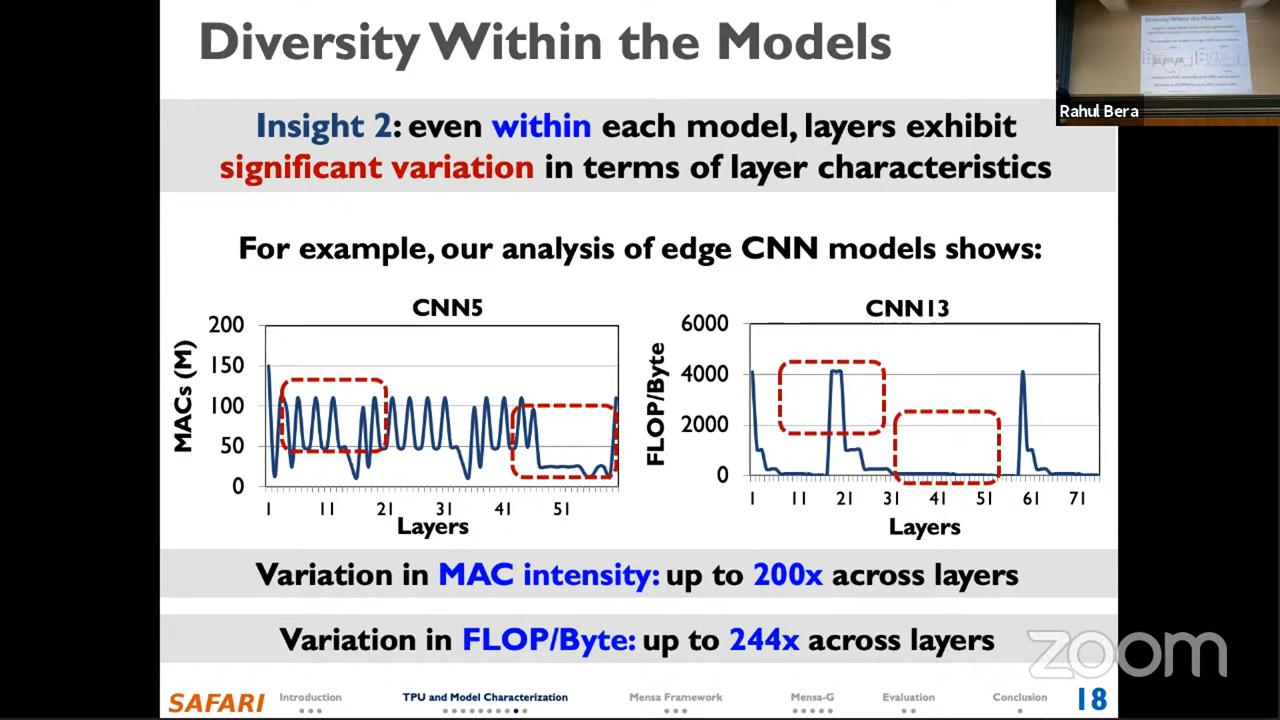 Diversity Within the Models
Rahul Bera
Insight 2: even within each model, layers exhibit
significant variation in terms of layer characteristics
For example, our analysis of edge CNN models shows:
CNN5
200
150
100
50
0
MACs (M)
1 11 21 31 41 51
Layers
CNN13
6000
4000
2000
0
FLOP/Byte
1 11 21 31 41 51 61 71
Layers
Variation in MAC intensity: up to 200x across layers
Variation in FLOP/Byte: up to 244x across layers
zoom
SAFARI
Introduction
TPU and Model Characterization
Mensa Framework
Mensa-G
Evaluation
Conclusion
18